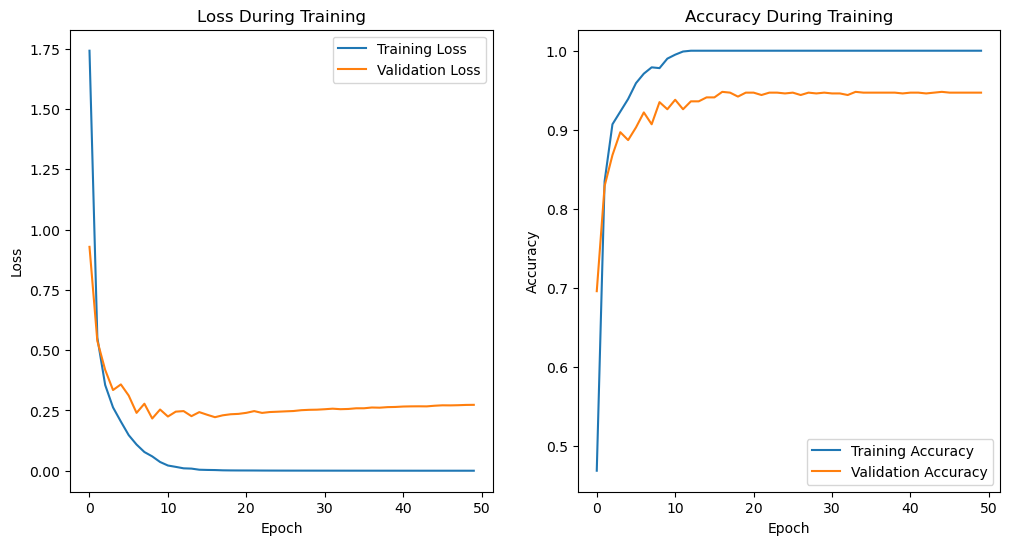 Loss During Training
1.75
1.50
1.25
1.00
0.75
0.50
0.25
0.00
Loss
Training Loss
Validation Loss
0 10 20 30 40 50
Epoch
Accuracy During Training
1.0
0.9
0.8
0.7
0.6
0.5
Accuracy
Training Accuracy
Validation Accuracy
0 10 20 30 40 50
Epoch